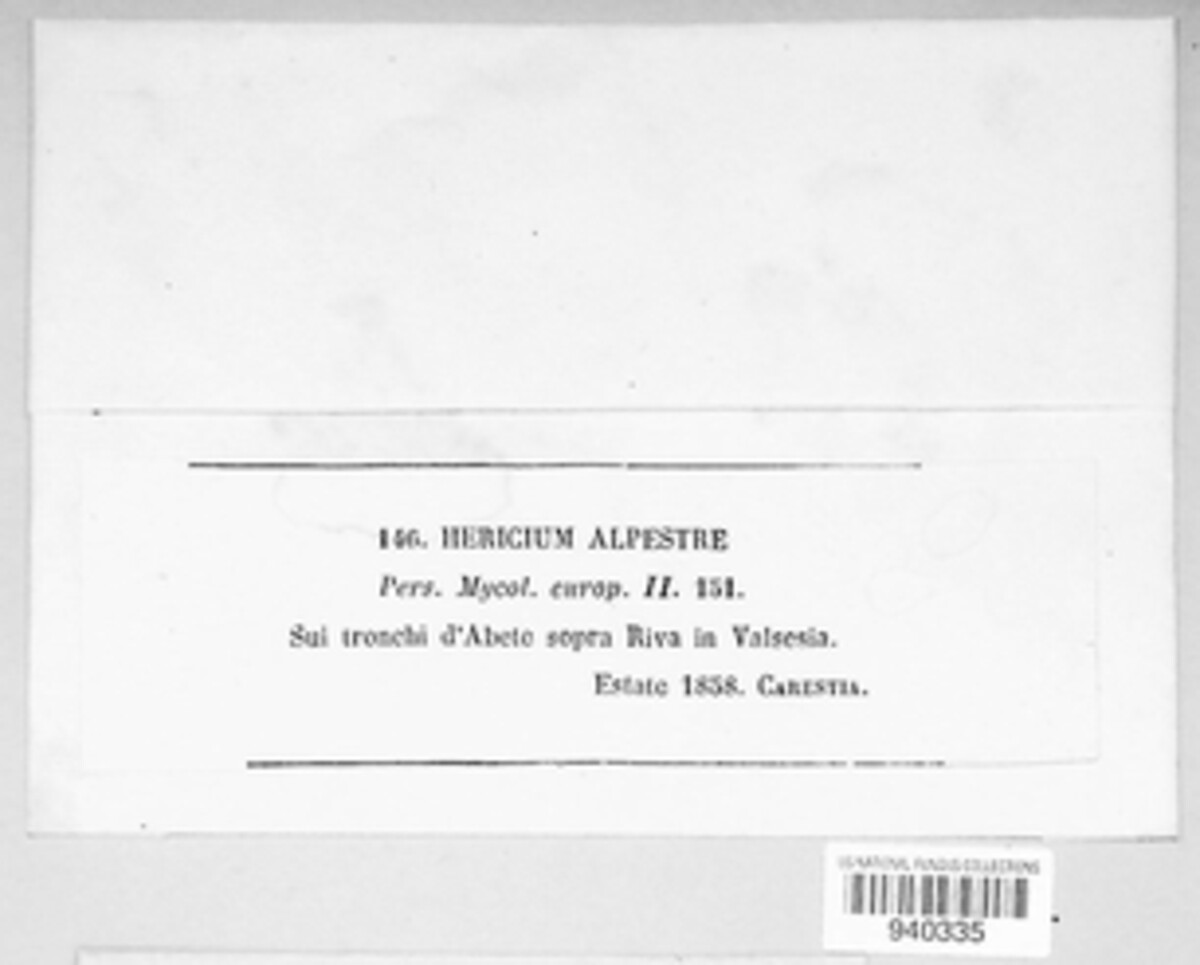 146. HERICIUM ALPESTRE
Pers. Mycol. europ. II. 151.
Sui tronchi d'Abete sopra Riva in Valsesia.
Estate 1858. CARESTIA.
US NATIONAL FUNGUS COLLECTIONS
940335